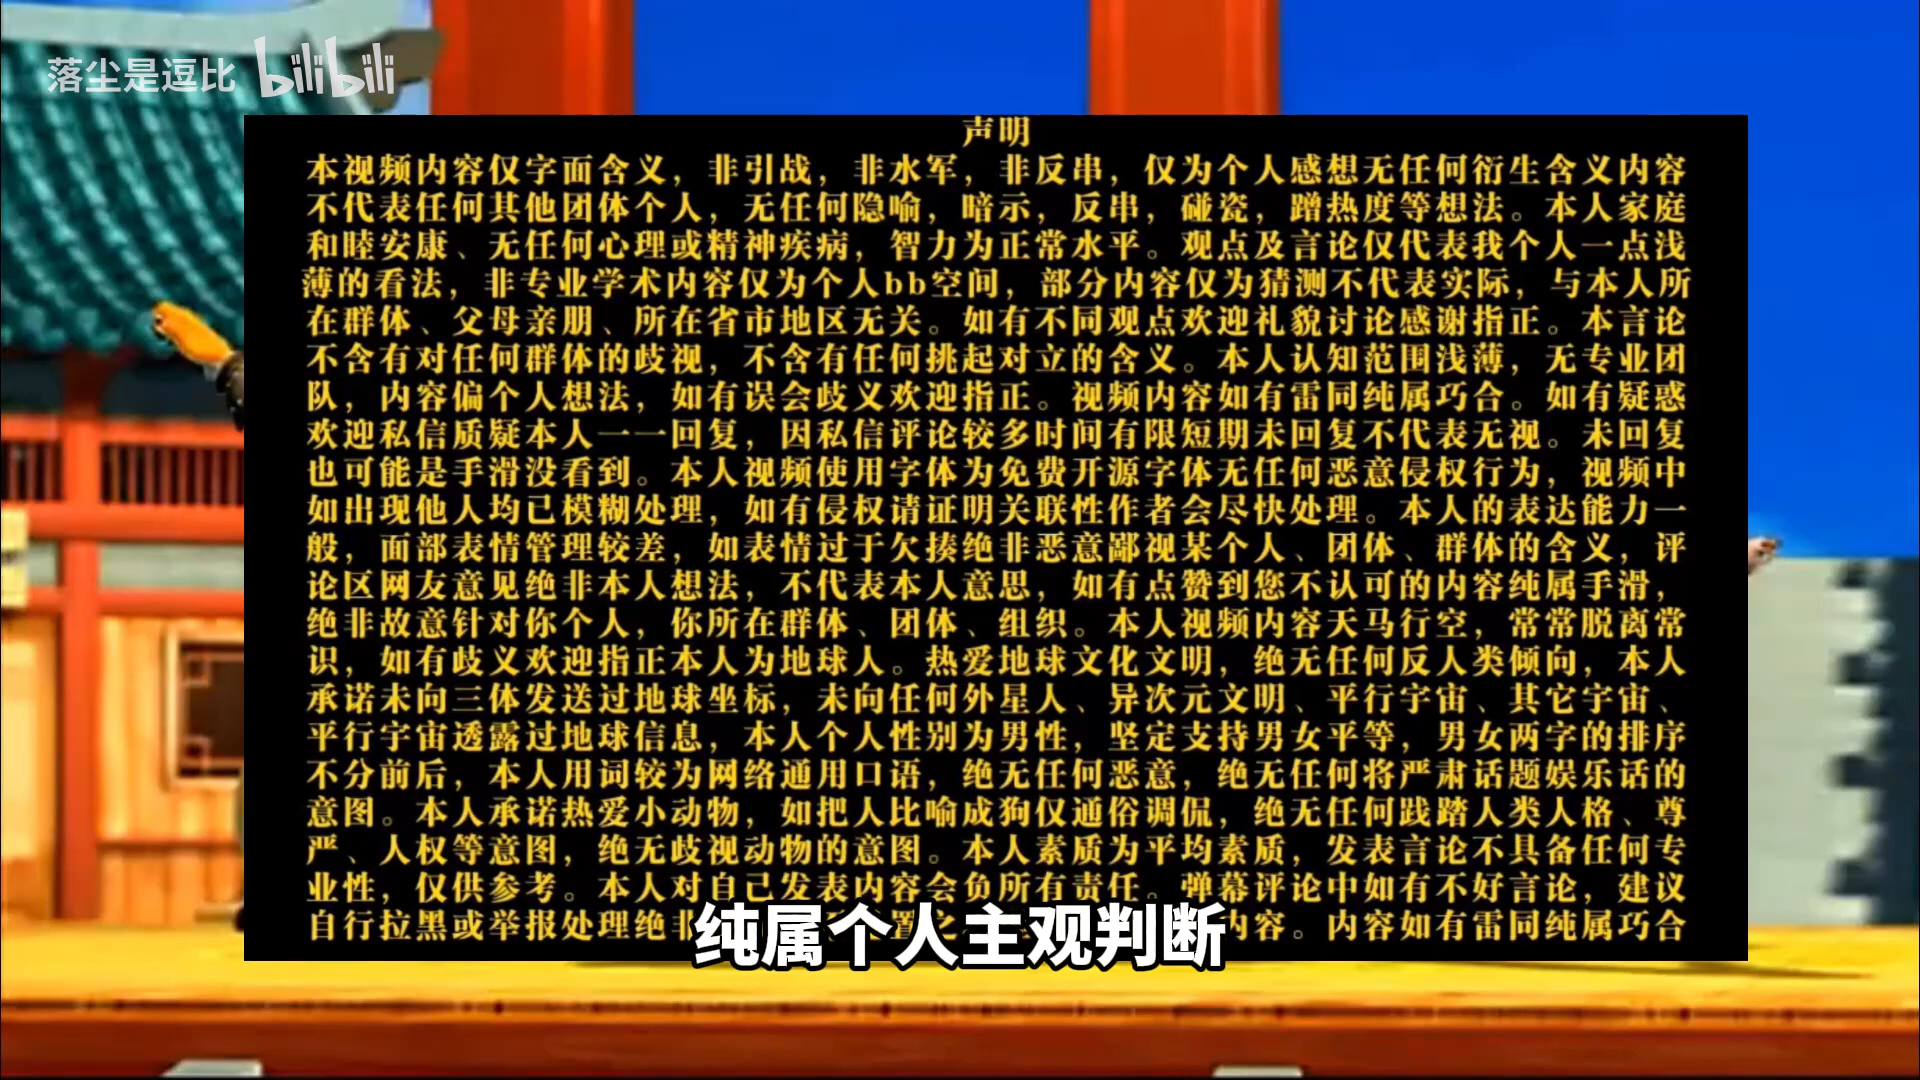 落尘是逗比 bilibili
声明
本视频内容仅字面含义，非引战，非水军，非反串，仅为个人感想无任何衍生含义内容
不代表任何其他团体个人，无任何隐喻，暗示，反串，碰瓷，蹭热度等想法。本人家庭
和睦安康、无任何心理或精神疾病，智力为正常水平。观点及言论仅代表我个人一点浅
薄的看法，非专业学术内容仅为个人bb空间，部分内容仅为猜测不代表实际，与本人所
在群体、父母亲朋、所在省市地区无关。如有不同观点欢迎礼貌讨论感谢指正。本言论
不含有对任何群体的歧视，不含有任何挑起对立的含义。本人认知范围浅薄，无专业团
队，内容偏个人想法，如有误会歧义欢迎指正。视频内容如有雷同纯属巧合。如有疑惑
欢迎私信质疑本人一一回复，因私信评论较多时间有限短期未回复不代表无视。未回复
也可能是手滑没看到。本人视频使用字体为免费开源字体无任何恶意侵权行为，视频中
如出现他人均已模糊处理，如有侵权请证明关联性作者会尽快处理。本人的表达能力一
般，面部表情管理较差，如表情过于欠揍绝非恶意鄙视某个人、团体、群体的含义，评
论区网友意见绝非本人想法，不代表本人意思，如有点赞到您不认可的内容纯属手滑，
绝非故意针对你个人，你所在群体、团体、组织。本人视频内容天马行空，常常脱离常
识，如有歧义欢迎指正本人为地球人。热爱地球文化文明，绝无任何反人类倾向，本人
承诺未向三体发送过地球坐标，未向任何外星人、异次元文明、平行宇宙、其它宇宙、
平行宇宙透露过地球信息，本人个人性别为男性，坚定支持男女平等，男女两字的排序
不分前后，本人用词较为网络通用口语，绝无任何恶意，绝无任何将严肃话题娱乐话的
意图。本人承诺热爱小动物，如把人比喻成狗仅通俗调侃，绝无任何践踏人类人格、尊
严、人权等意图，绝无歧视动物的意图。本人素质为平均素质，发表言论不具备任何专
业性，仅供参考。本人对自己发表内容会负所有责任。弹幕评论中如有不好言论，建议
自行拉黑或举报处理绝非 置之 内容。内容如有雷同纯属巧合
纯属个人主观判断